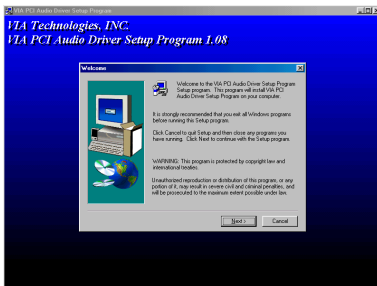 VIA PCI Audio Driver Setup Program
VIA Technologies, INC.
VIA PCI Audio Driver Setup Program 1.08
Welcome
Welcome to the VIA PCI Audio Driver Setup Program
Setup program. This program will install VIA PCI
Audio Driver Setup Program on your computer.
It is strongly recommended that you exit all Windows programs
before running this Setup program.
Click Cancel to quit Setup and then close any programs you
have running. Click Next to continue with the Setup program.
WARNING: This program is protected by copyright law and
international treaties.
Unauthorized reproduction or distribution of this program, or any
portion of it, may result in severe civil and criminal penalties, and
will be prosecuted to the maximum extent possible under law.
Next >
Cancel